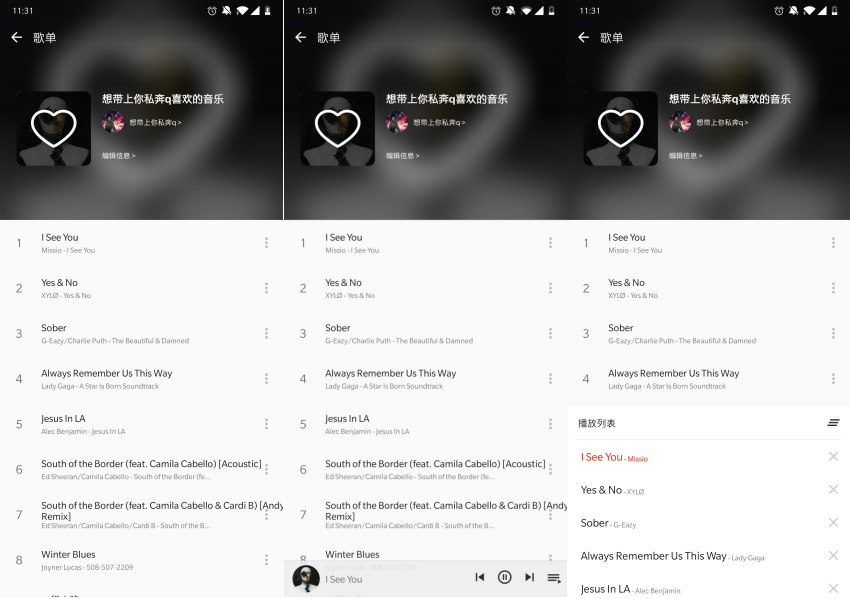 11:31
歌单
想带上你私奔q喜欢的音乐
想带上你私奔q >
编辑信息 >
1
I See You
Missio - I See You
2
Yes & No
XYLØ - Yes & No
3
Sober
G-Eazy/Charlie Puth - The Beautiful & Damned
4
Always Remember Us This Way
Lady Gaga - A Star Is Born Soundtrack
5
Jesus In LA
Alec Benjamin - Jesus In LA
6
South of the Border (feat. Camila Cabello) [Acoustic]
Ed Sheeran/Camila Cabello - South of the Border (fe...
7
South of the Border (feat. Camila Cabello & Cardi B) [Andy
Remix]
Ed Sheeran/Camila Cabello/Cardi B - South of the B...
8
Winter Blues
Joyner Lucas - 508-507-2209
11:31
歌单
想带上你私奔q喜欢的音乐
想带上你私奔q >
编辑信息 >
1
I See You
Missio - I See You
2
Yes & No
XYLØ - Yes & No
3
Sober
G-Eazy/Charlie Puth - The Beautiful & Damned
4
Always Remember Us This Way
Lady Gaga - A Star Is Born Soundtrack
5
Jesus In LA
Alec Benjamin - Jesus In LA
6
South of the Border (feat. Camila Cabello) [Acoustic]
Ed Sheeran/Camila Cabello - South of the Border (fe...
7
South of the Border (feat. Camila Cabello & Cardi B) [Andy
Remix]
Ed Sheeran/Camila Cabello/Cardi B - South of the B...
8
Winter Blues
Joyner Lucas - 508-507-2209
I See You
11:31
歌单
想带上你私奔q喜欢的音乐
想带上你私奔q >
编辑信息 >
1
I See You
Missio - I See You
2
Yes & No
XYLØ - Yes & No
3
Sober
G-Eazy/Charlie Puth - The Beautiful & Damned
4
Always Remember Us This Way
Lady Gaga - A Star Is Born Soundtrack
播放列表
I See You - Missio
Yes & No - XYLØ
Sober - G-Eazy
Always Remember Us This Way - Lady Gaga
Jesus In LA - Alec Benjamin